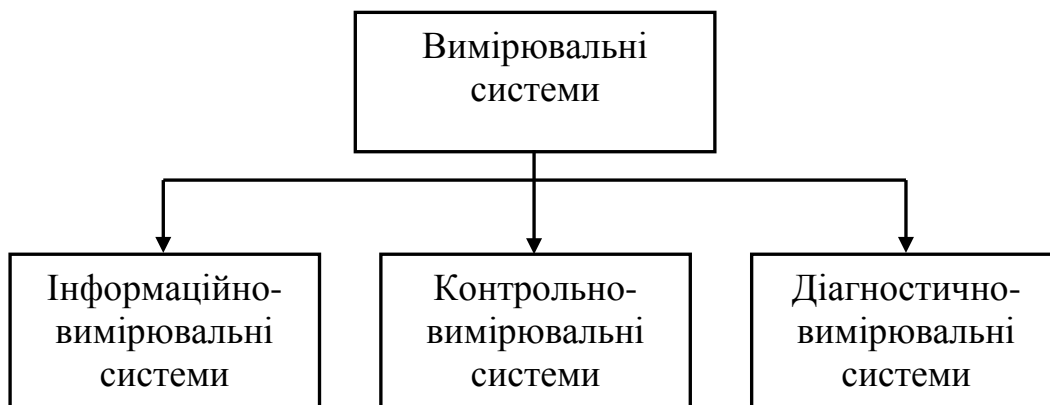 Вимірювальні
системи
Інформаційно-
вимірювальні
системи
Контрольно-
вимірювальні
системи
Діагностично-
вимірювальні
системи